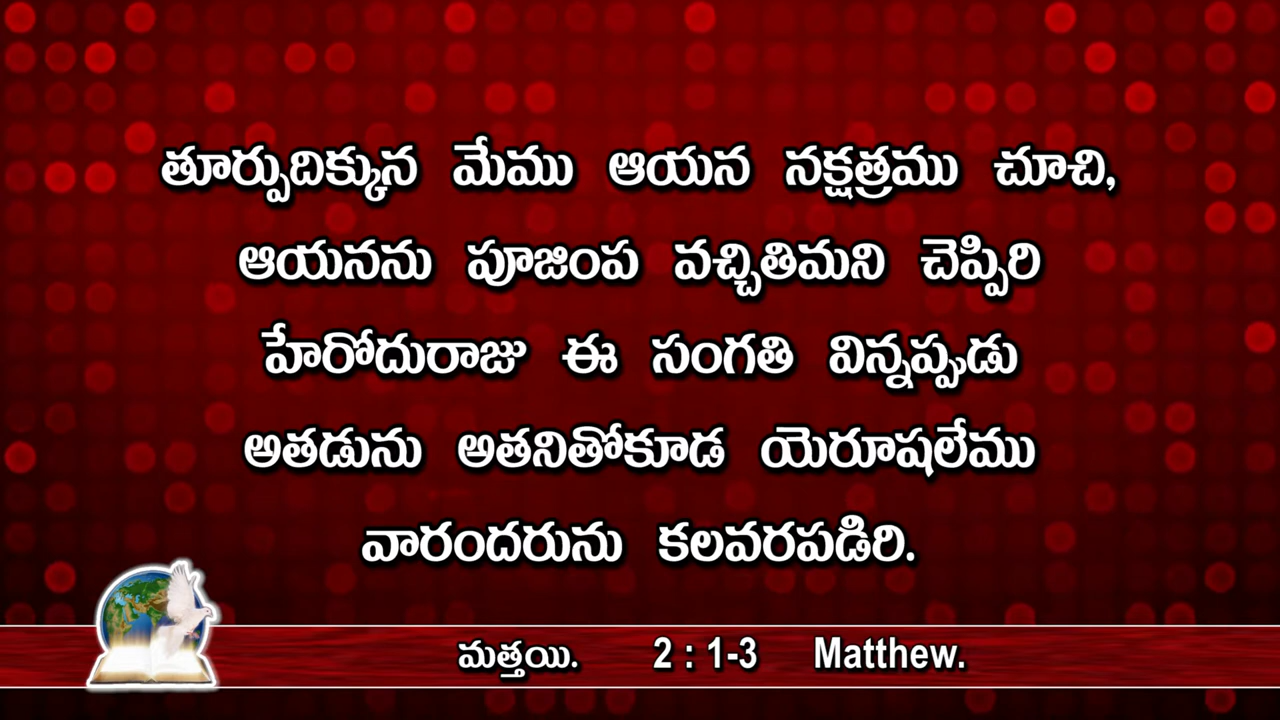 తూర్పుదిక్కున మేము ఆయన నక్షత్రము చూచి,
ఆయనను పూజింప వచ్చితిమని చెప్పిరి
హేరోదురాజు ఈ సంగతి విన్నప్పుడు
అతడును అతనితోకూడ యెరూషలేము
వారందరును కలవరపడిరి.
మత్తయి. 2 : 1-3 Matthew.